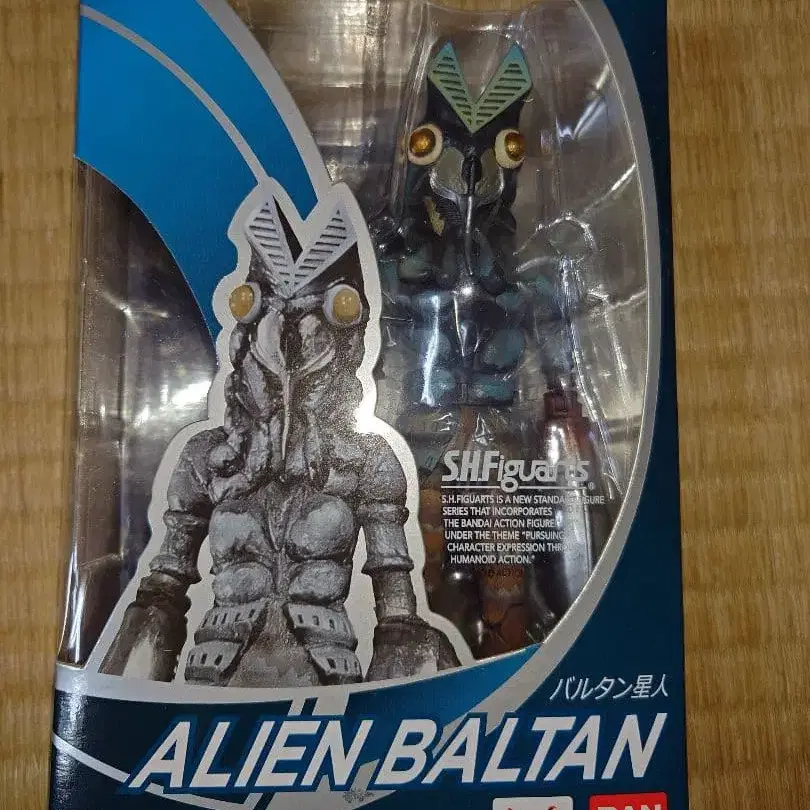 S.H.Figuarts
S.H.FIGUARTS IS A NEW STANDARD FIGURE
SERIES THAT INCORPORATES
THE BANDAI ACTION FIGURE
UNDER THE THEME "PURSUING
CHARACTER EXPRESSION THR
HUMANOID ACTION."
バルタン星人
ALIEN BALTAN
BAN